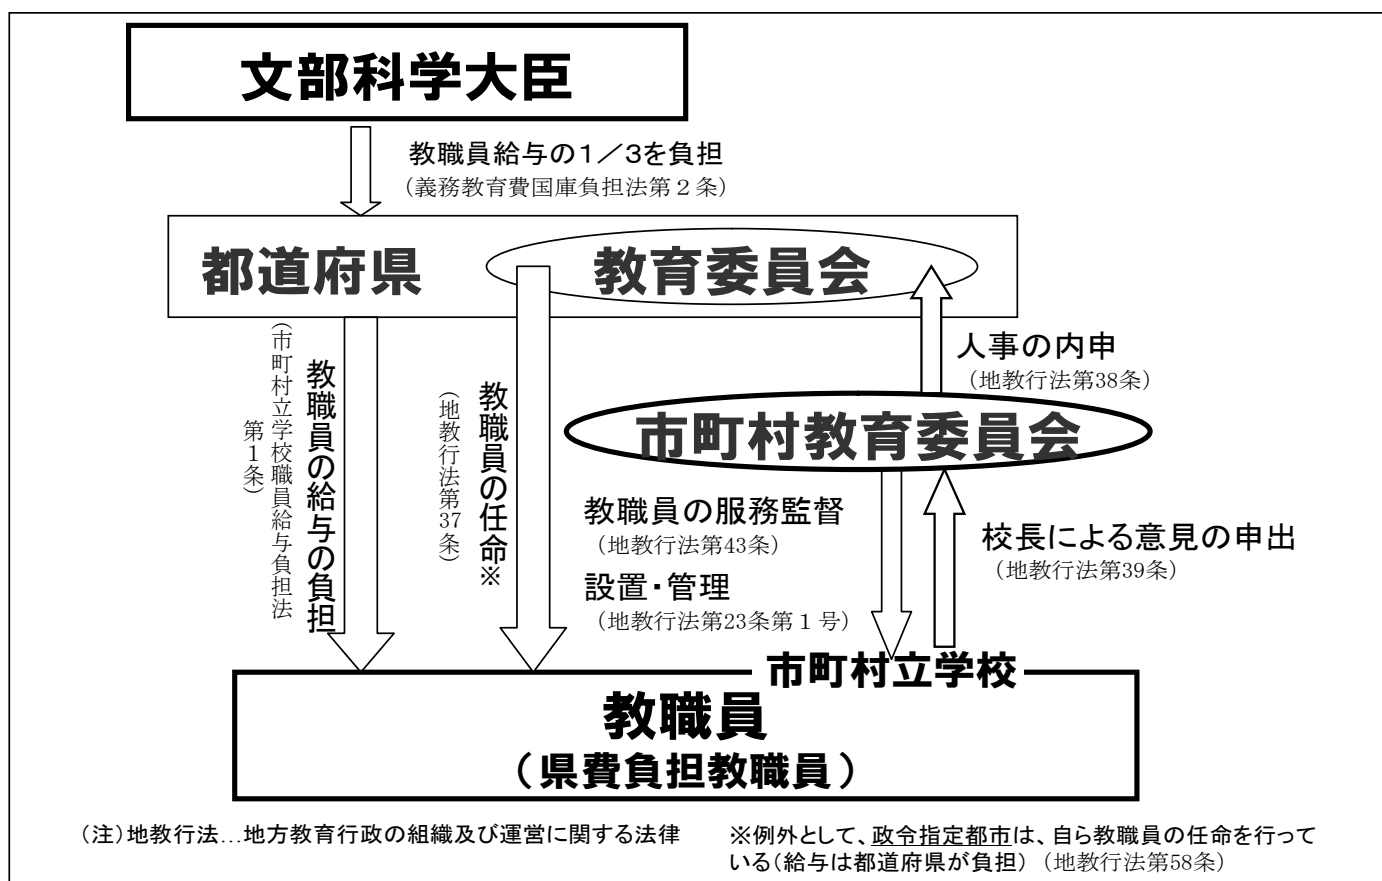 文部科学大臣
教職員給与の1／3を負担
（義務教育費国庫負担法第２条）
都道府県
教育委員会
人事の内申
（地教行法第38条）
市町村教育委員会
教職員の給与の負担
（市町村立学校職員給与負担法
第１条）
教職員の任命※
（地教行法第37条）
教職員の服務監督
（地教行法第43条）
設置・管理
（地教行法第23条第１号）
校長による意見の申出
（地教行法第39条）
市町村立学校
教職員
（県費負担教職員）
（注）地教行法…地方教育行政の組織及び運営に関する法律
※例外として、政令指定都市は、自ら教職員の任命を行って
いる（給与は都道府県が負担）（地教行法第58条）